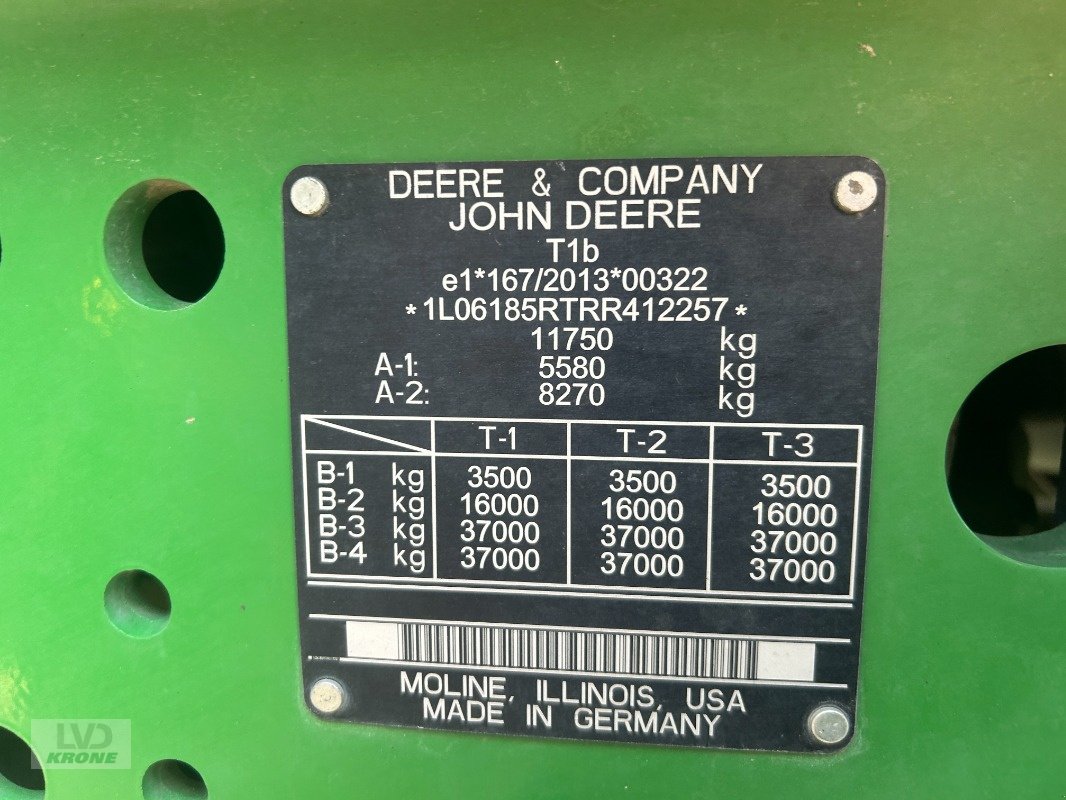 DEERE & COMPANY
JOHN DEERE
T1b
e1*167/2013*00322
*1L06185RTRR412257*
11750 kg
A-1: 5580 kg
A-2: 8270 kg
T-1 T-2 T-3
B-1 kg 3500 3500 3500
B-2 kg 16000 16000 16000
B-3 kg 37000 37000 37000
B-4 kg 37000 37000 37000
MOLINE, ILLINOIS, USA
MADE IN GERMANY
LVD
KRONE